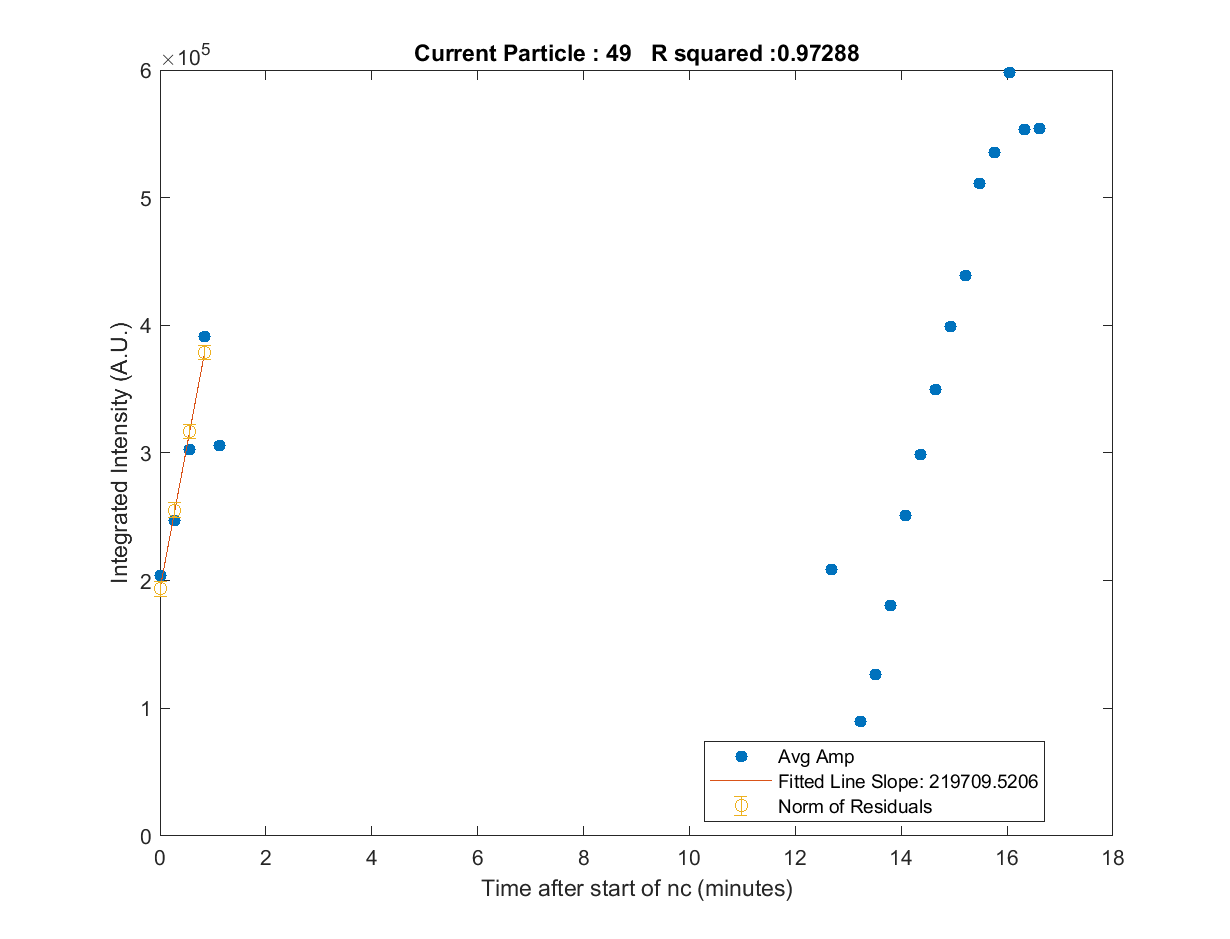 Current Particle : 49 R squared :0.97288
×10⁵
6
5
4
3
2
1
0
Integrated Intensity (A.U.)
0 2 4 6 8 10 12 14 16 18
Time after start of nc (minutes)
Avg Amp
Fitted Line Slope: 219709.5206
Norm of Residuals